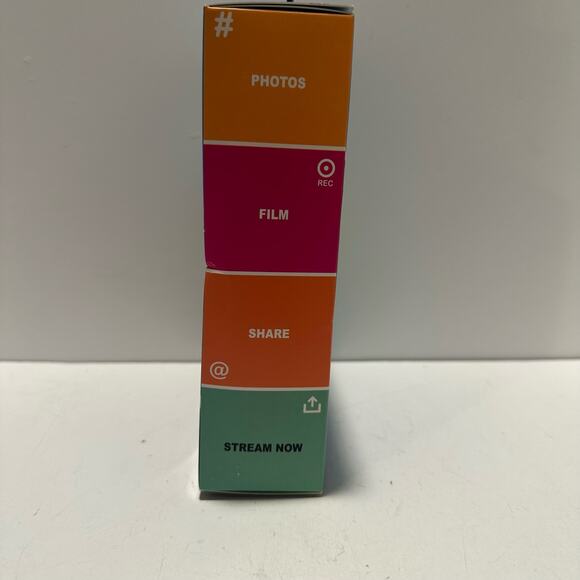 #
PHOTOS
REC
FILM
SHARE
@
STREAM NOW